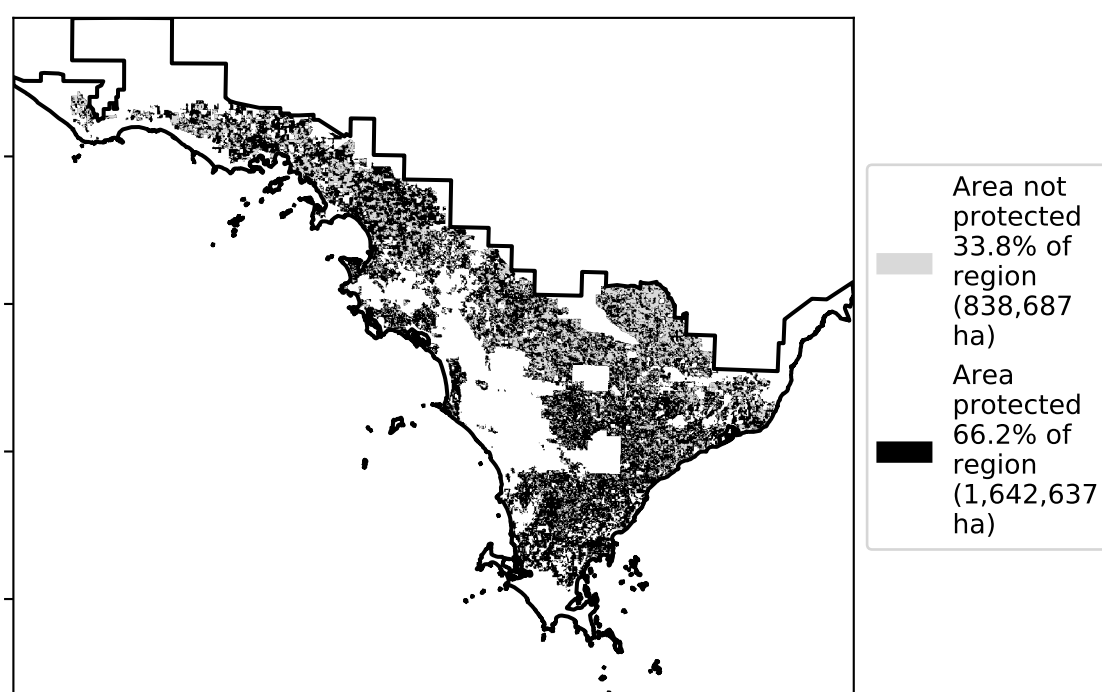 Area not
protected
33.8% of
region
(838,687
ha)
Area
protected
66.2% of
region
(1,642,637
ha)